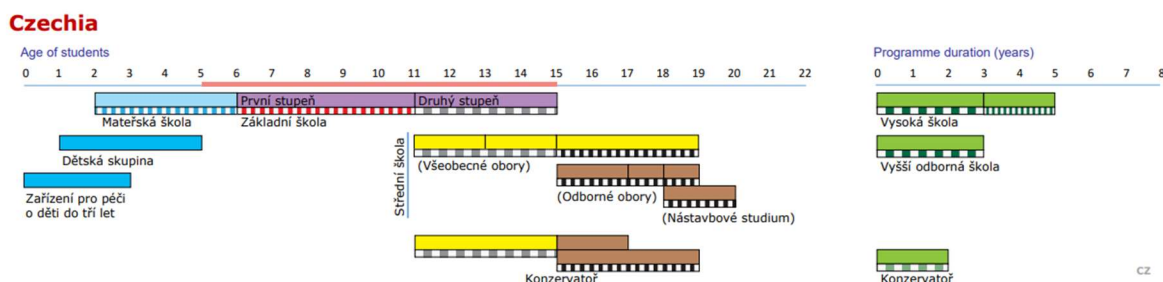 Czechia
Age of students
Programme duration (years)
0 1 2 3 4 5 6 7 8 9 10 11 12 13 14 15 16 17 18 19 20 22
0 1 2 3 4 5 6 7 8
První stupeň
Druhý stupeň
Mateřská škola
Základní škola
Vysoká škola
Dětská skupina
Střední škola
(Všeobecné obory)
Vyšší odborná škola
Zařízení pro péči
o děti do tří let
(Odborné obory)
(Nástavbové studium)
Konzervatoř
Konzervatoř
CZ